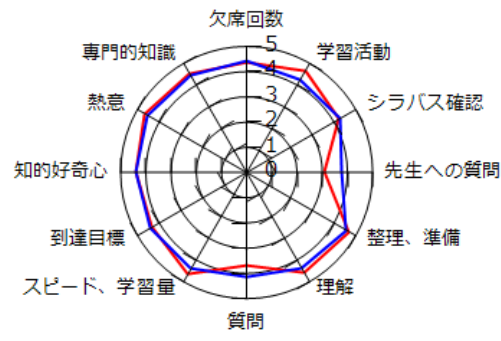 欠席回数
専門的知識
学習活動
熱意
シラバス確認
知的好奇心
先生への質問
到達目標
整理、準備
スピード、学習量
理解
質問
5
4
3
2
1
0